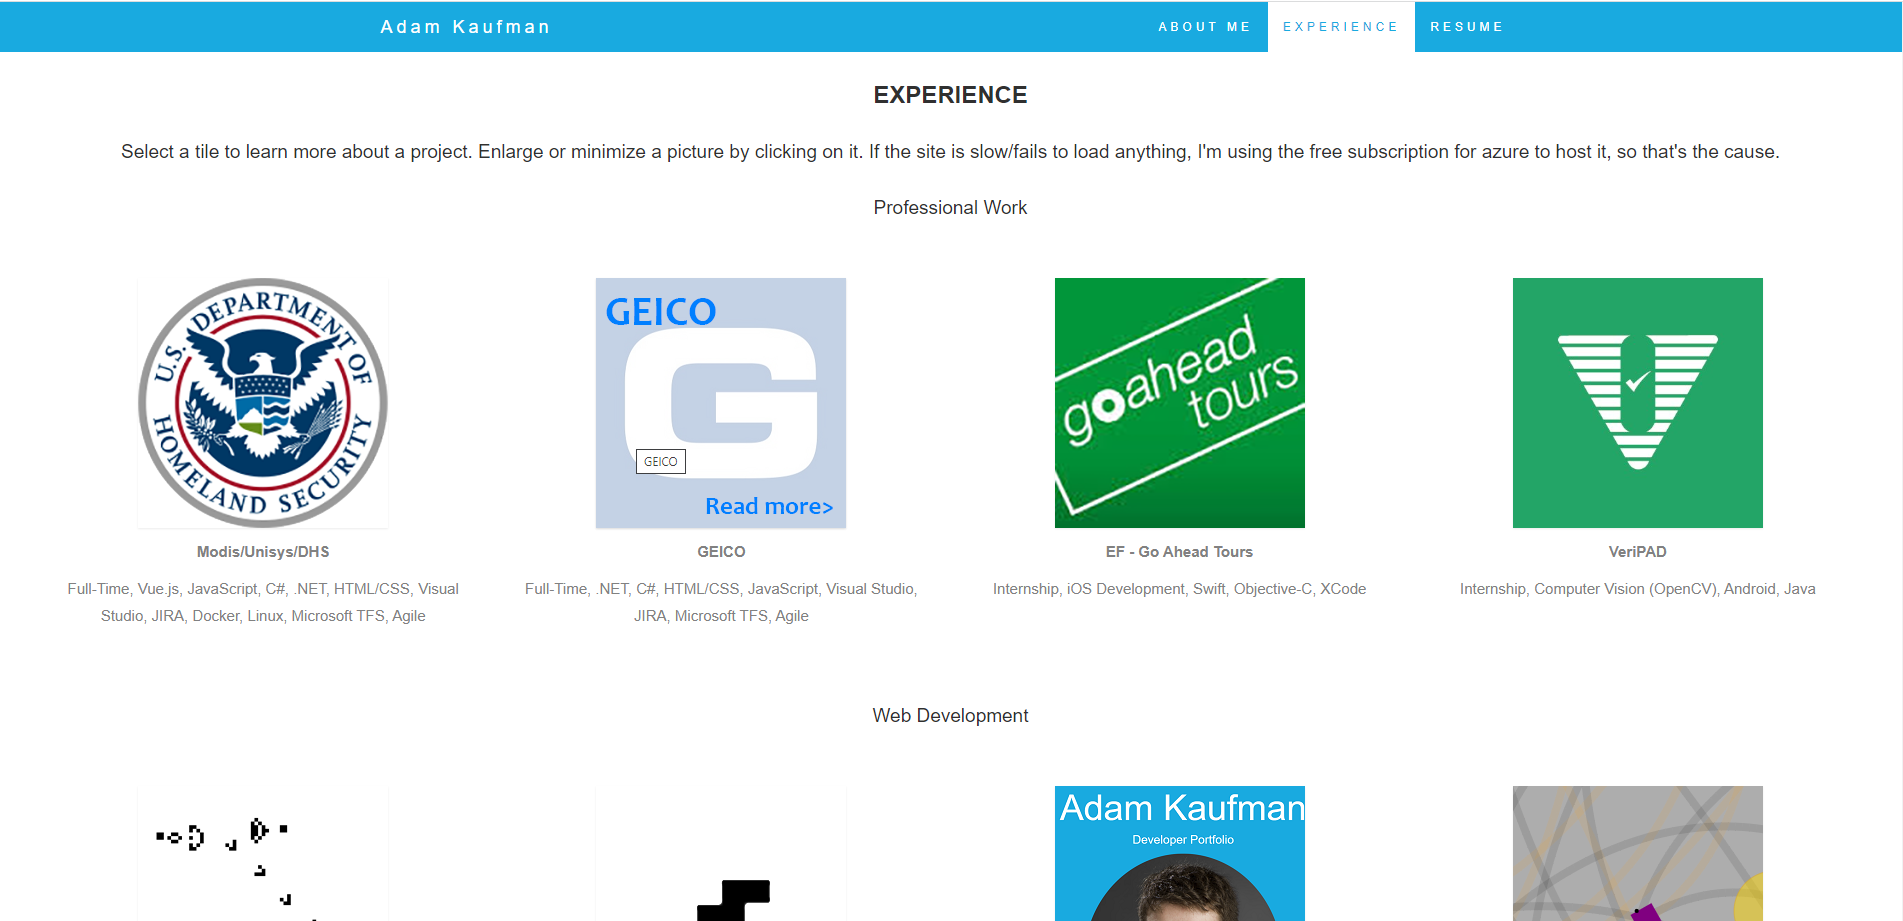 Adam Kaufman
ABOUT ME
EXPERIENCE
RESUME
EXPERIENCE
Select a tile to learn more about a project. Enlarge or minimize a picture by clicking on it. If the site is slow/fails to load anything, I'm using the free subscription for azure to host it, so that's the cause.
Professional Work
U.S. DEPARTMENT OF
HOMELAND SECURITY
Modis/Unisys/DHS
Full-Time, Vue.js, JavaScript, C#, .NET, HTML/CSS, Visual
Studio, JIRA, Docker, Linux, Microsoft TFS, Agile
GEICO
G
GEICO
Read more>
GEICO
Full-Time, .NET, C#, HTML/CSS, JavaScript, Visual Studio,
JIRA, Microsoft TFS, Agile
goahead
tours
EF - Go Ahead Tours
Internship, iOS Development, Swift, Objective-C, XCode
VeriPAD
Internship, Computer Vision (OpenCV), Android, Java
Web Development
Adam Kaufman
Developer Portfolio